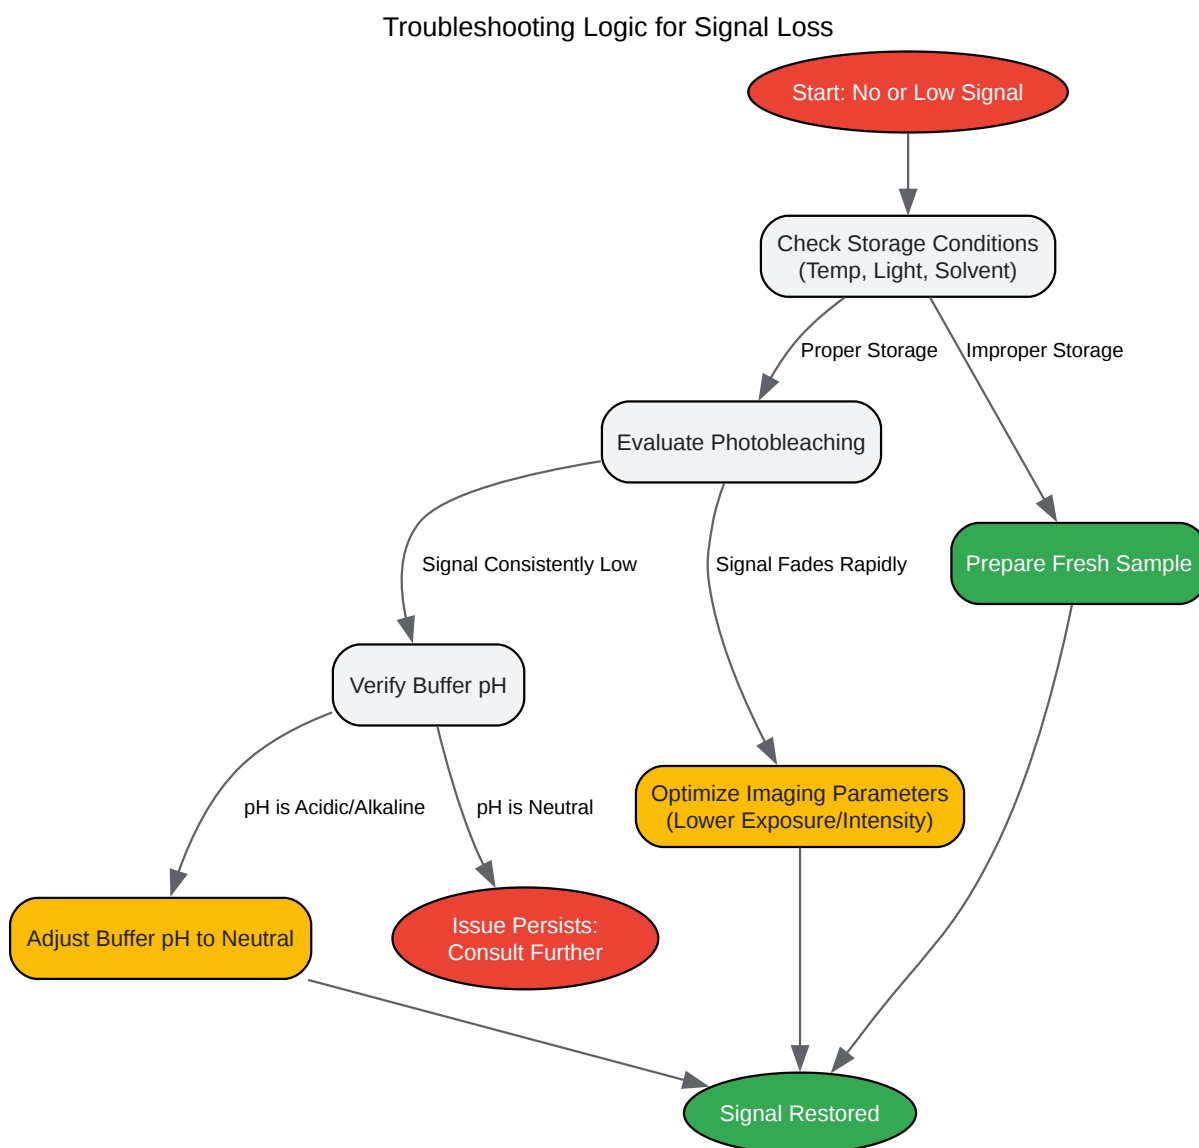 Troubleshooting Logic for Signal Loss
Start: No or Low Signal
Check Storage Conditions
(Temp, Light, Solvent)
Proper Storage
Improper Storage
Evaluate Photobleaching
Signal Consistently Low
Signal Fades Rapidly
Prepare Fresh Sample
Verify Buffer pH
Optimize Imaging Parameters
(Lower Exposure/Intensity)
pH is Acidic/Alkaline
pH is Neutral
Adjust Buffer pH to Neutral
Issue Persists:
Consult Further
Signal Restored